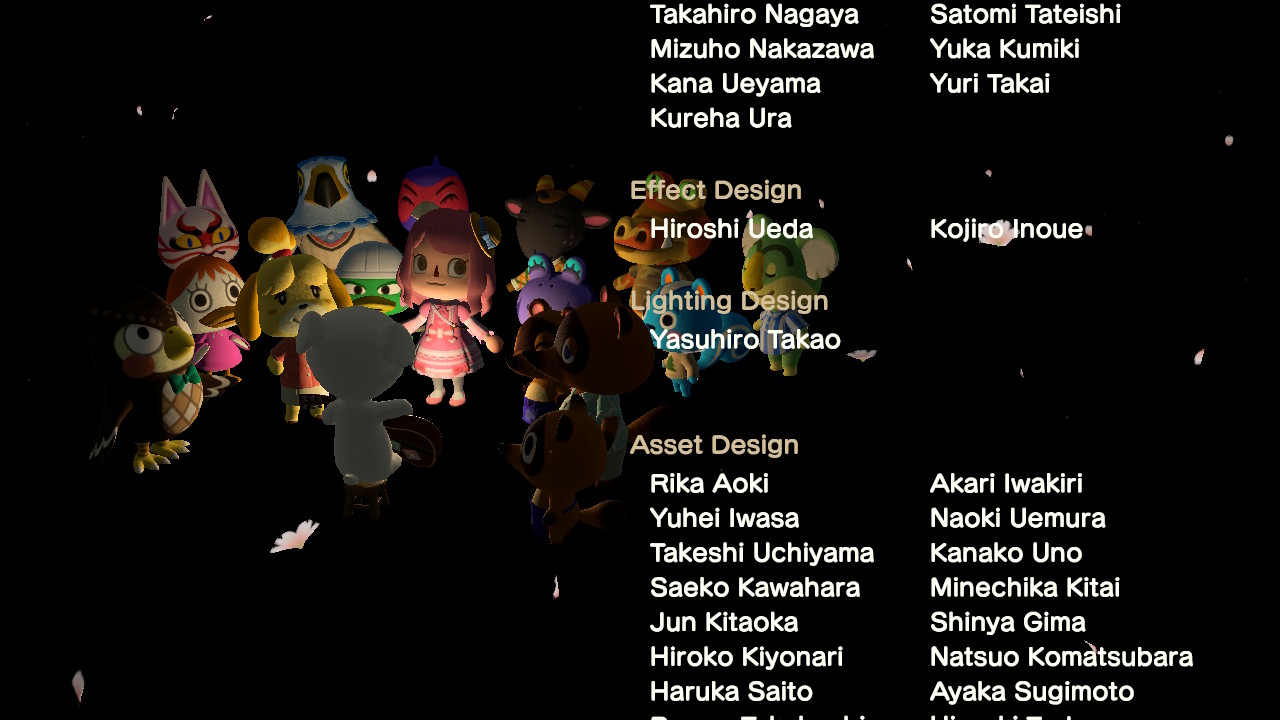 Takahiro Nagaya Satomi Tateishi
Mizuho Nakazawa Yuka Kumiki
Kana Ueyama Yuri Takai
Kureha Ura
Effect Design
Hiroshi Ueda Kojiro Inoue
Lighting Design
Yasuhiro Takao
Asset Design
Rika Aoki Akari Iwakiri
Yuhei Iwasa Naoki Uemura
Takeshi Uchiyama Kanako Uno
Saeko Kawahara Minechika Kitai
Jun Kitaoka Shinya Gima
Hiroko Kiyonari Natsuo Komatsubara
Haruka Saito Ayaka Sugimoto